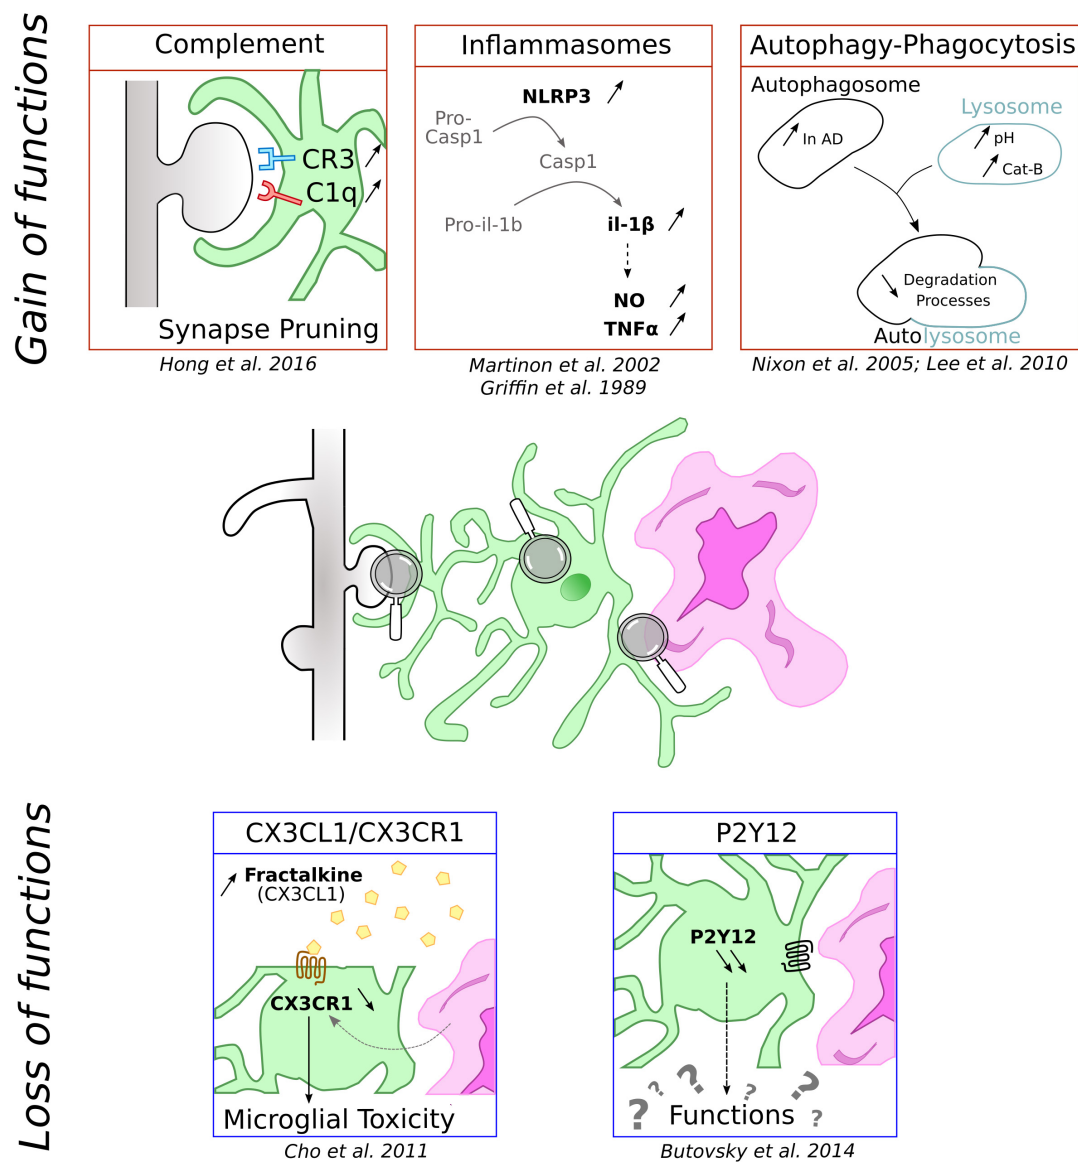 Gain of functions
Complement
CR3
C1q
Synapse Pruning
Hong et al. 2016
Inflammasomes
NLRP3
Pro-
Casp1
Casp1
Pro-il-1b
il-1β
NO
TNFα
Martinon et al. 2002
Griffin et al. 1989
Autophagy-Phagocytosis
Autophagosome
In AD
Lysosome
pH
Cat-B
Degradation
Processes
Autolysosome
Nixon et al. 2005; Lee et al. 2010
Loss of functions
CX3CL1/CX3CR1
Fractalkine
(CX3CL1)
CX3CR1
Microglial Toxicity
Cho et al. 2011
P2Y12
P2Y12
? ? ? ? ? ?
Functions
Butovsky et al. 2014